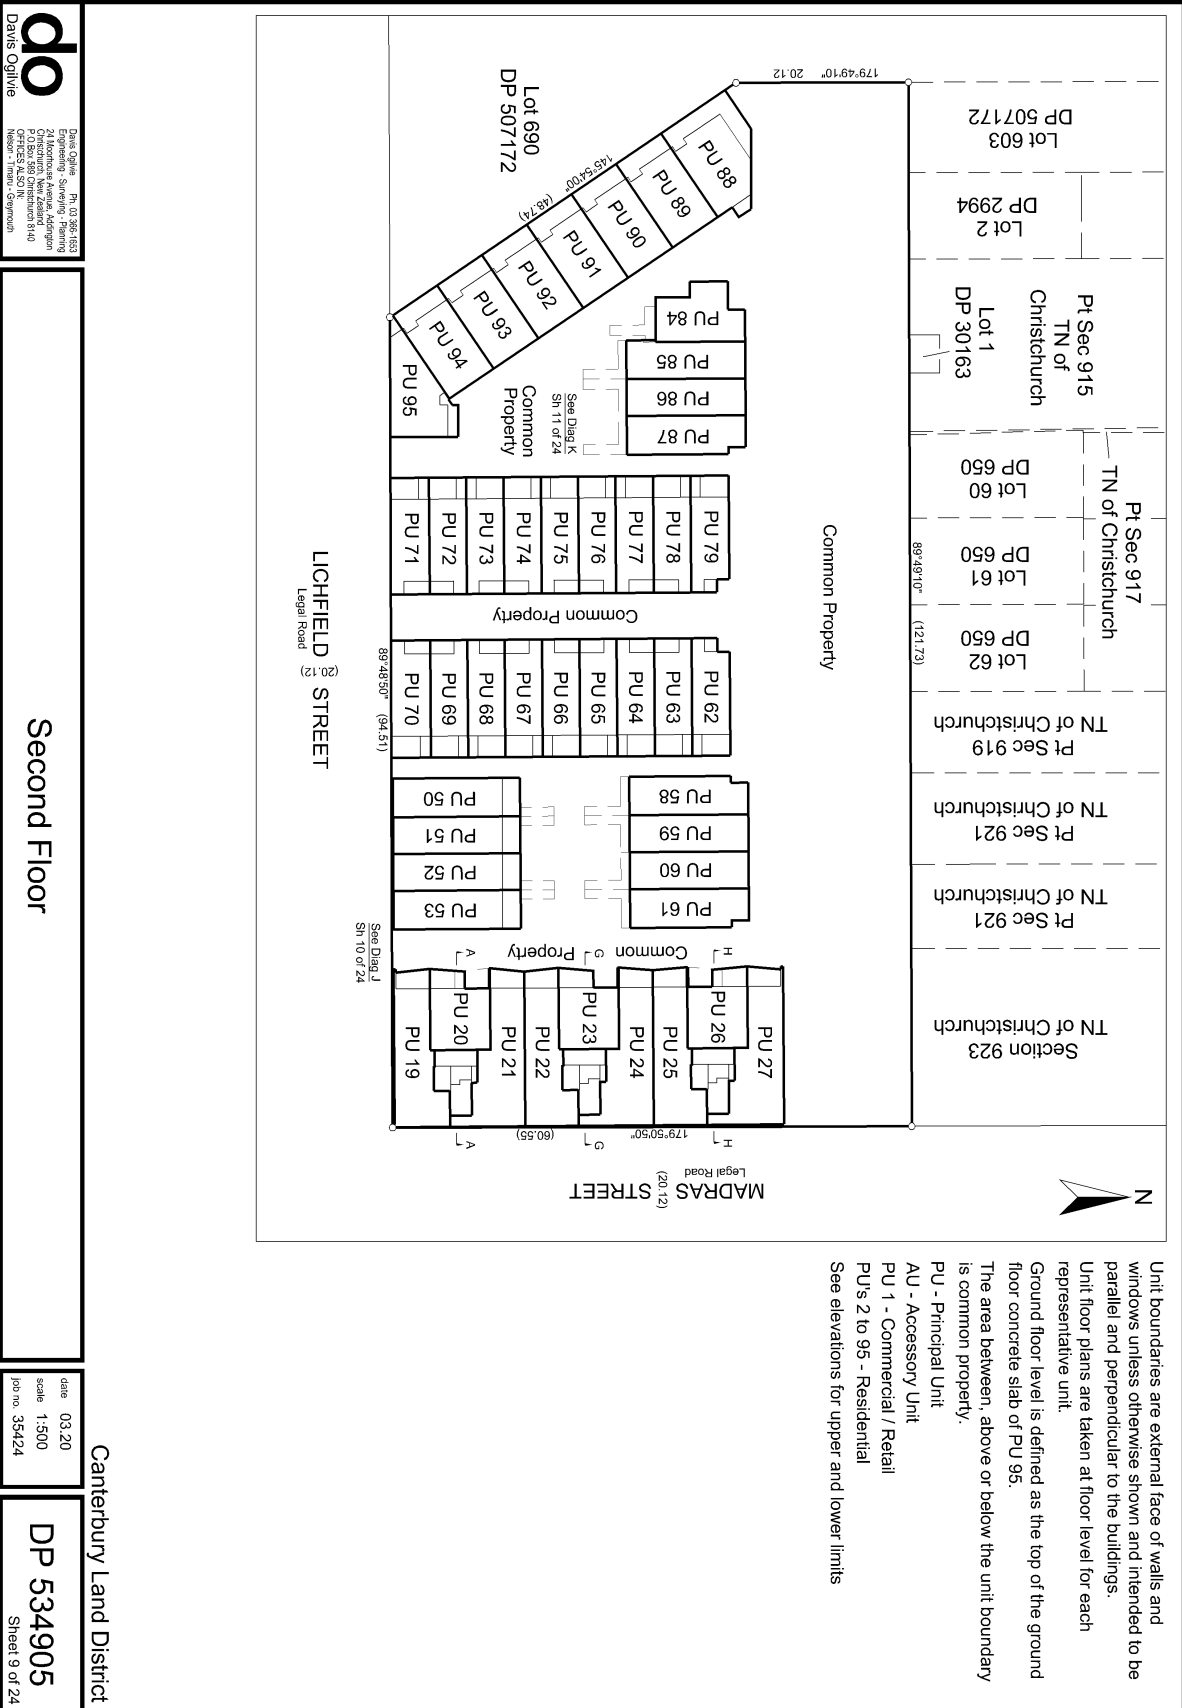 Unit boundaries are external face of walls and
windows unless otherwise shown and intended to be
parallel and perpendicular to the buildings.
Unit floor plans are taken at floor level for each
representative unit.
Ground floor level is defined as the top of the ground
floor concrete slab of PU 95.
The area between, above or below the unit boundary
is common property.
PU - Principal Unit
AU - Accessory Unit
PU 1 - Commercial / Retail
PU's 2 to 95 - Residential
See elevations for upper and lower limits
N
Lot 603
DP 507172
Lot 2
DP 2994
Pt Sec 915
TN of
Christchurch
Lot 1
DP 30163
Pt Sec 917
TN of Christchurch
Lot 60
DP 650
Lot 61
DP 650
Lot 62
DP 650
Pt Sec 919
TN of Christchurch
Pt Sec 921
TN of Christchurch
Pt Sec 921
TN of Christchurch
Section 923
TN of Christchurch
179°49'10"
20.12
89°49'10"
(121.73)
Common Property
Lot 690
DP 507172
145°54'00"
(48.74)
PU 88
PU 89
PU 90
PU 91
PU 92
PU 93
PU 94
PU 95
PU 84
PU 85
PU 86
PU 87
See Diag K
Sh 11 of 24
Common
Property
PU 79
PU 78
PU 77
PU 76
PU 75
PU 74
PU 73
PU 72
PU 71
Common Property
PU 62
PU 63
PU 64
PU 65
PU 66
PU 67
PU 68
PU 69
PU 70
PU 58
PU 59
PU 60
PU 61
PU 50
PU 51
PU 52
PU 53
Common
Property
H
G
A
PU 27
PU 26
PU 25
PU 24
PU 23
PU 22
PU 21
PU 20
PU 19
H
G
A
179°50'50"
(60.55)
MADRAS STREET
(20.12)
Legal Road
89°48'50"
(94.51)
See Diag J
Sh 10 of 24
LICHFIELD STREET
(20.12)
Legal Road
Canterbury Land District
do
Davis Ogilvie
Davis Ogilvie Ph. 03 366-1653
Engineering - Surveying - Planning
24 Moorhouse Avenue, Addington
Christchurch, New Zealand
P.O.Box 589 Christchurch 8140
OFFICES ALSO IN:
Nelson - Timaru - Greymouth
Second Floor
date 03.20
scale 1:500
job no. 35424
DP 534905
Sheet 9 of 24